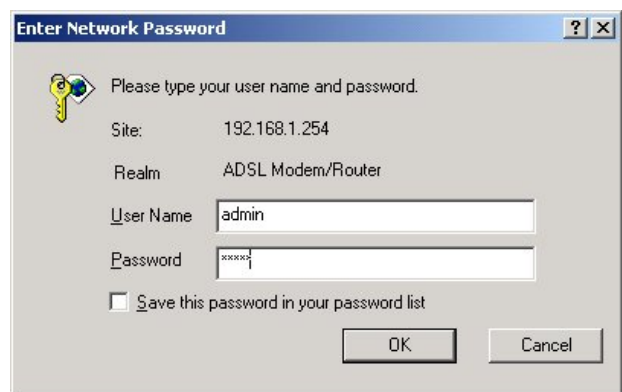 Enter Network Password
Please type your user name and password.
Site: 192.168.1.254
Realm ADSL Modem/Router
User Name admin
Password xxxxx
Save this password in your password list
OK Cancel